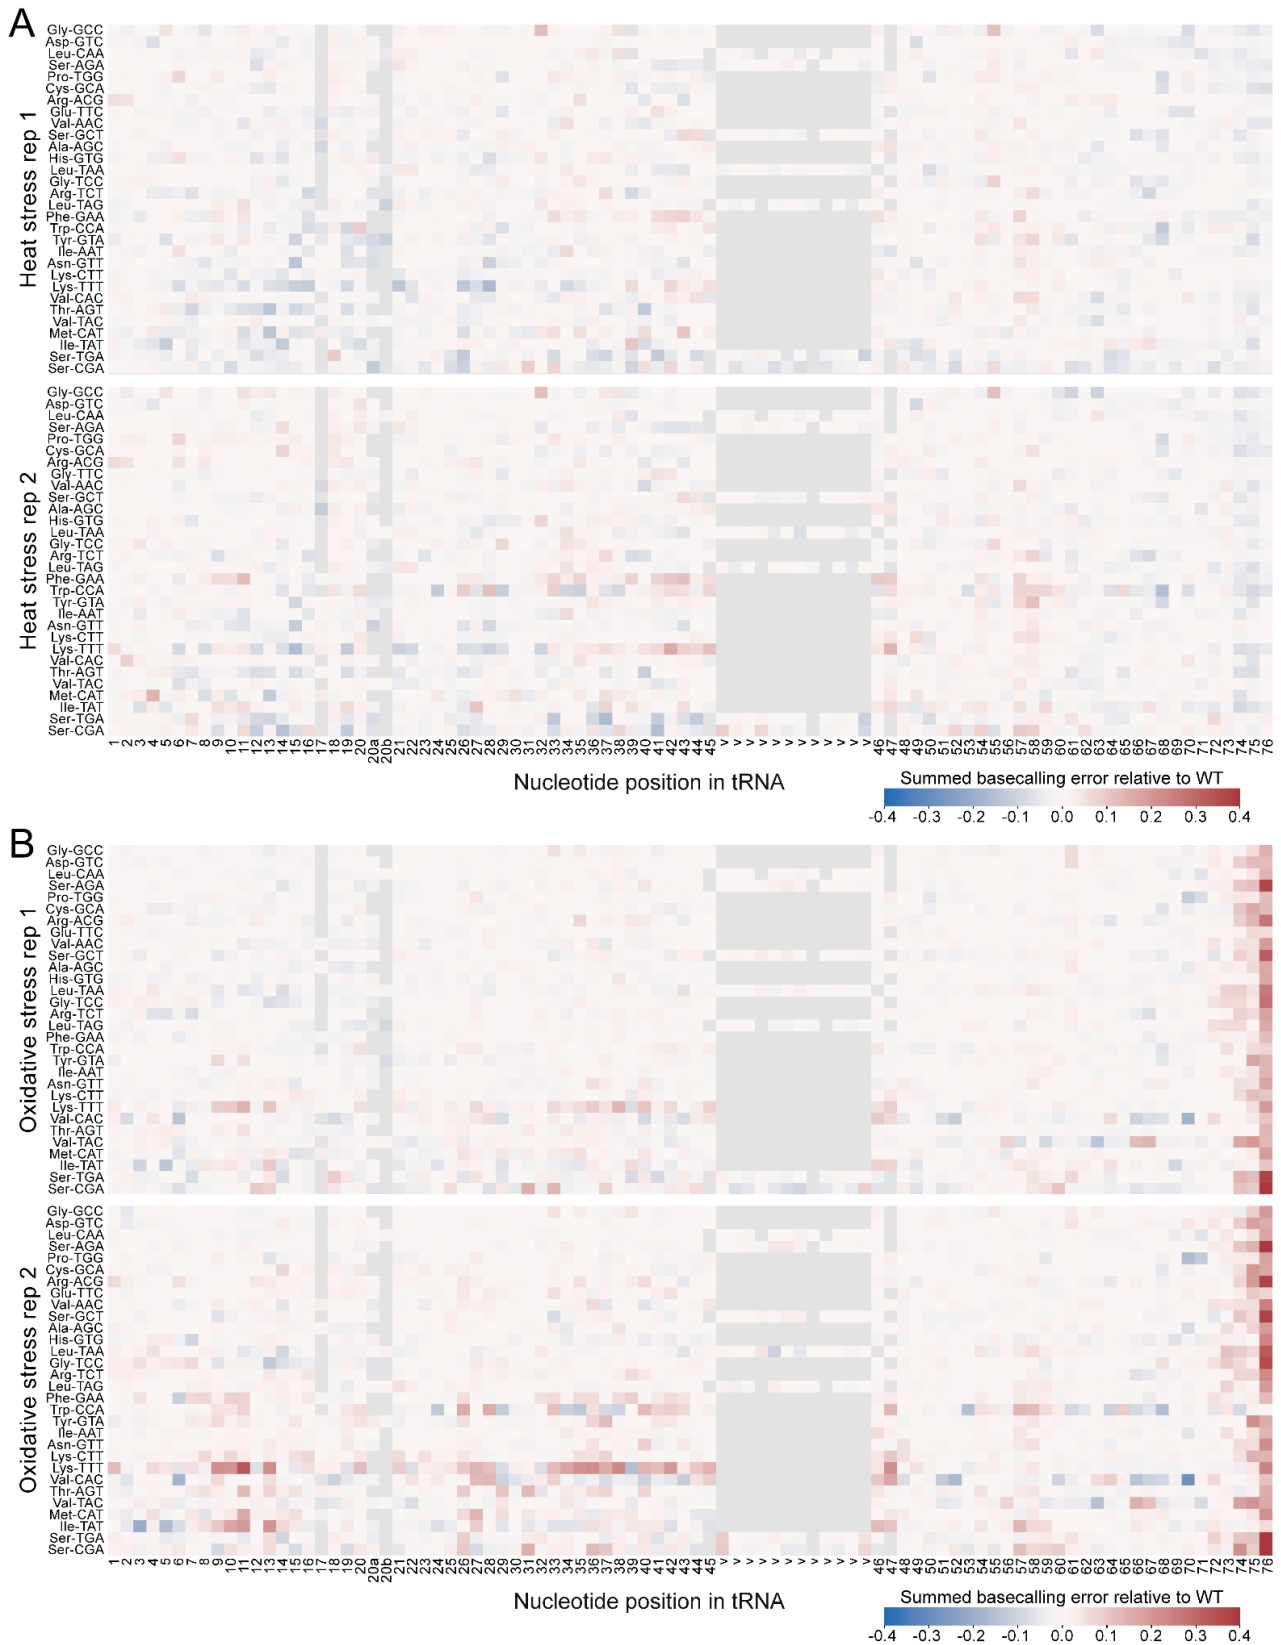 A
Heat stress rep 1
Gly-GCC
Asp-GTC
Leu-CAA
Ser-AGA
Pro-TGG
Cys-GCA
Arg-ACG
Glu-TTC
Val-AAC
Ser-GCT
Ala-AGC
His-GTG
Leu-TAA
Gly-TCC
Arg-TCT
Leu-TAG
Phe-GAA
Trp-CCA
Tyr-GTA
Ile-AAT
Asn-GTT
Lys-CTT
Lys-TTT
Val-CAC
Thr-AGT
Val-TAC
Met-CAT
Ile-TAT
Ser-TGA
Ser-CGA
Heat stress rep 2
Gly-GCC
Asp-GTC
Leu-CAA
Ser-AGA
Pro-TGG
Cys-GCA
Arg-ACG
Gly-TTC
Val-AAC
Ser-GCT
Ala-AGC
His-GTG
Leu-TAA
Gly-TCC
Arg-TCT
Leu-TAG
Phe-GAA
Trp-CCA
Tyr-GTA
Ile-AAT
Asn-GTT
Lys-CTT
Lys-TTT
Val-CAC
Thr-AGT
Val-TAC
Met-CAT
Ile-TAT
Ser-TGA
Ser-CGA
1 2 3 4 5 6 7 8 9 10 11 12 13 14 15 16 17 18 19 20 20a 20b 21 22 23 24 25 26 27 28 29 30 31 32 33 34 35 36 37 38 39 40 41 42 43 44 45 v v v v v v v v v v v v 46 47 48 49 50 51 52 53 54 55 56 57 58 59 60 61 62 63 64 65 66 67 68 69 70 71 72 73 74 75 76
Nucleotide position in tRNA
Summed basecalling error relative to WT
-0.4 -0.3 -0.2 -0.1 0.0 0.1 0.2 0.3 0.4
B
Oxidative stress rep 1
Gly-GCC
Asp-GTC
Leu-CAA
Ser-AGA
Pro-TGG
Cys-GCA
Arg-ACG
Glu-TTC
Val-AAC
Ser-GCT
Ala-AGC
His-GTG
Leu-TAA
Gly-TCC
Arg-TCT
Leu-TAG
Phe-GAA
Trp-CCA
Tyr-GTA
Ile-AAT
Asn-GTT
Lys-CTT
Lys-TTT
Val-CAC
Thr-AGT
Val-TAC
Met-CAT
Ile-TAT
Ser-TGA
Ser-CGA
Oxidative stress rep 2
Gly-GCC
Asp-GTC
Leu-CAA
Ser-AGA
Pro-TGG
Cys-GCA
Arg-ACG
Glu-TTC
Val-AAC
Ser-GCT
Ala-AGC
His-GTG
Leu-TAA
Gly-TCC
Arg-TCT
Leu-TAG
Phe-GAA
Trp-CCA
Tyr-GTA
Ile-AAT
Asn-GTT
Lys-CTT
Lys-TTT
Val-CAC
Thr-AGT
Val-TAC
Met-CAT
Ile-TAT
Ser-TGA
Ser-CGA
1 2 3 4 5 6 7 8 9 10 11 12 13 14 15 16 17 18 19 20 20a 20b 21 22 23 24 25 26 27 28 29 30 31 32 33 34 35 36 37 38 39 40 41 42 43 44 45 v v v v v v v v v v v v 46 47 48 49 50 51 52 53 54 55 56 57 58 59 60 61 62 63 64 65 66 67 68 69 70 71 72 73 74 75 76
Nucleotide position in tRNA
Summed basecalling error relative to WT
-0.4 -0.3 -0.2 -0.1 0.0 0.1 0.2 0.3 0.4